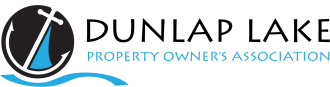 DUNLAP LAKE
PROPERTY OWNER'S ASSOCIATION